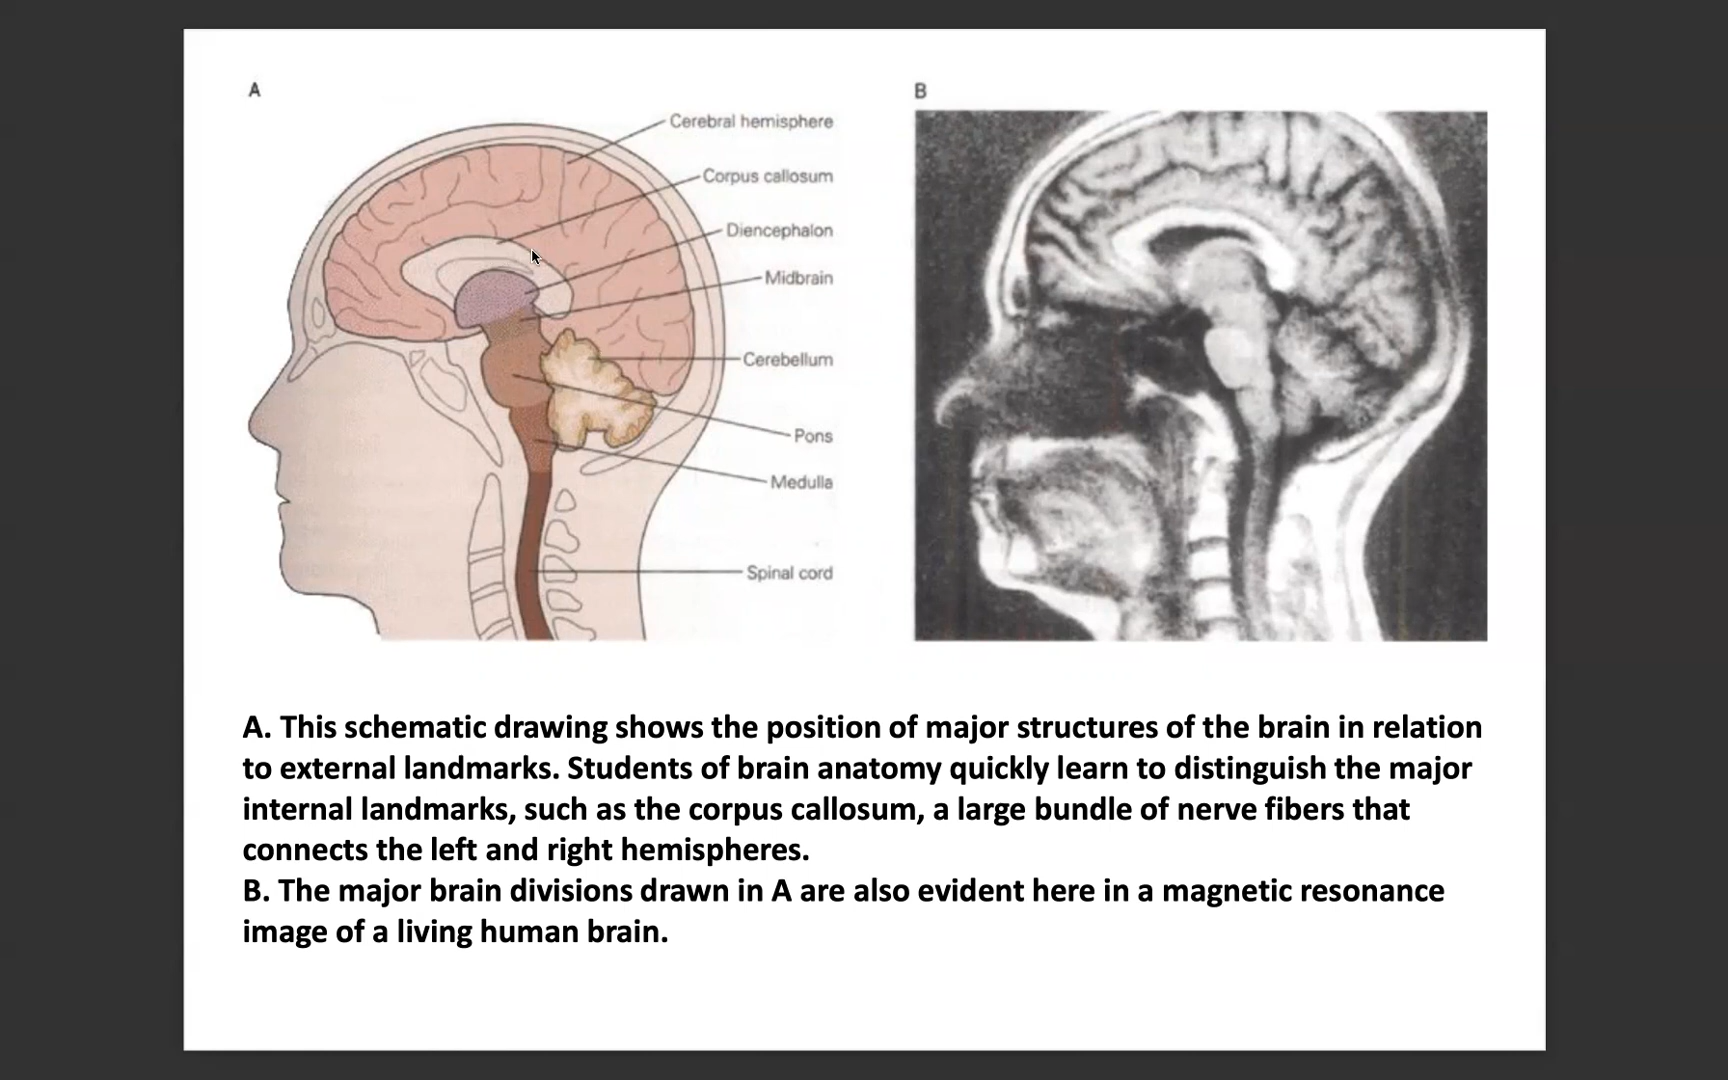 A
B
Cerebral hemisphere
Corpus callosum
Diencephalon
Midbrain
Cerebellum
Pons
Medulla
Spinal cord
A. This schematic drawing shows the position of major structures of the brain in relation
to external landmarks. Students of brain anatomy quickly learn to distinguish the major
internal landmarks, such as the corpus callosum, a large bundle of nerve fibers that
connects the left and right hemispheres.
B. The major brain divisions drawn in A are also evident here in a magnetic resonance
image of a living human brain.